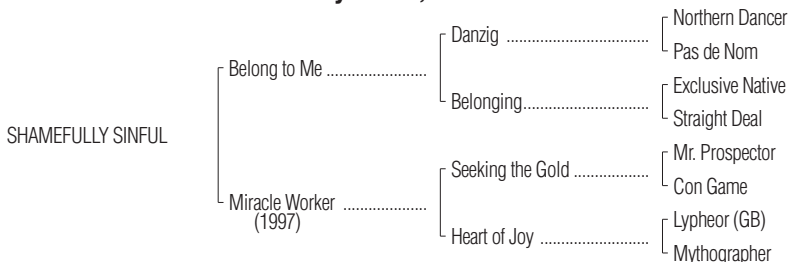 Northern Dancer
Danzig ..................................
Pas de Nom
Belong to Me ........................
Exclusive Native
Belonging..............................
Straight Deal
SHAMEFULLY SINFUL
Mr. Prospector
Seeking the Gold ..................
Con Game
Miracle Worker ....................
(1997)
Lypheor (GB)
Heart of Joy ..........................
Mythographer